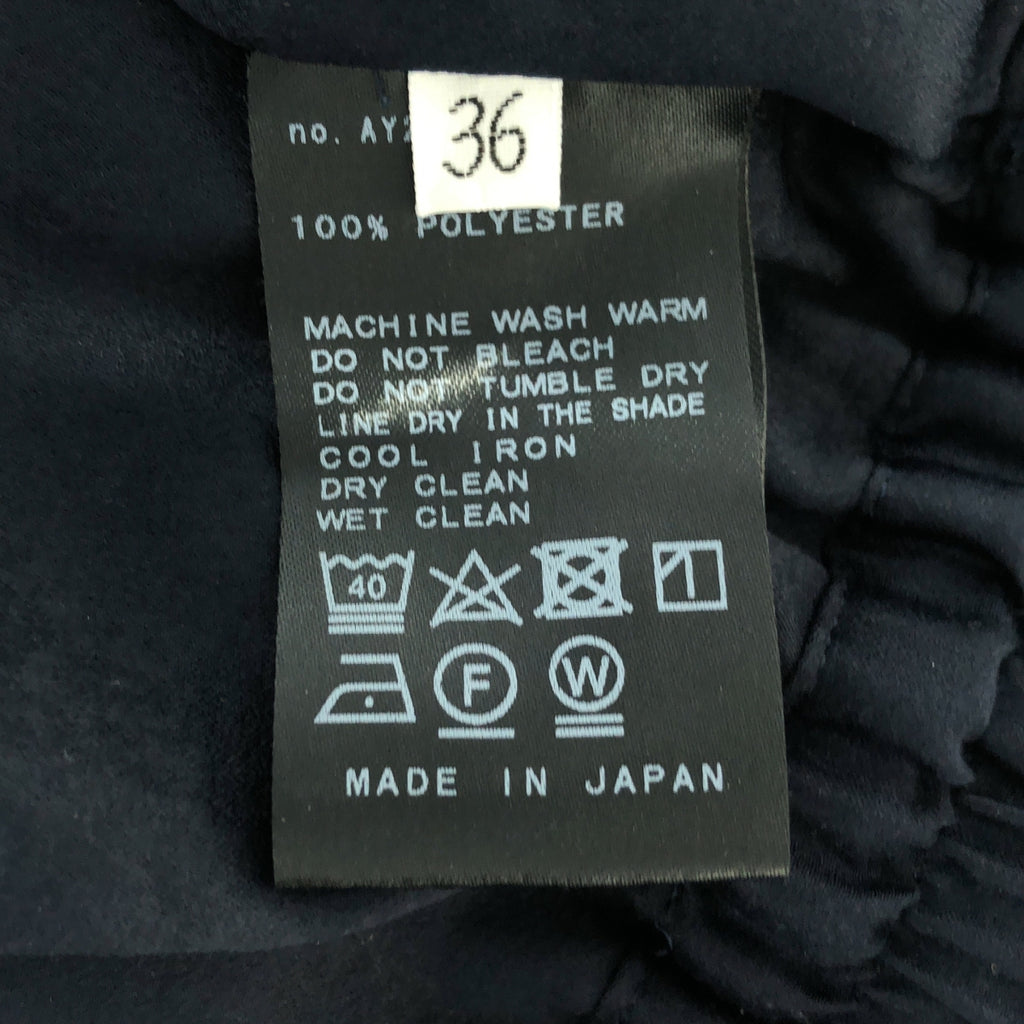 no. AY
36
100% POLYESTER
MACHINE WASH WARM
DO NOT BLEACH
DO NOT TUMBLE DRY
LINE DRY IN THE SHADE
COOL IRON
DRY CLEAN
WET CLEAN
40
F W
MADE IN JAPAN